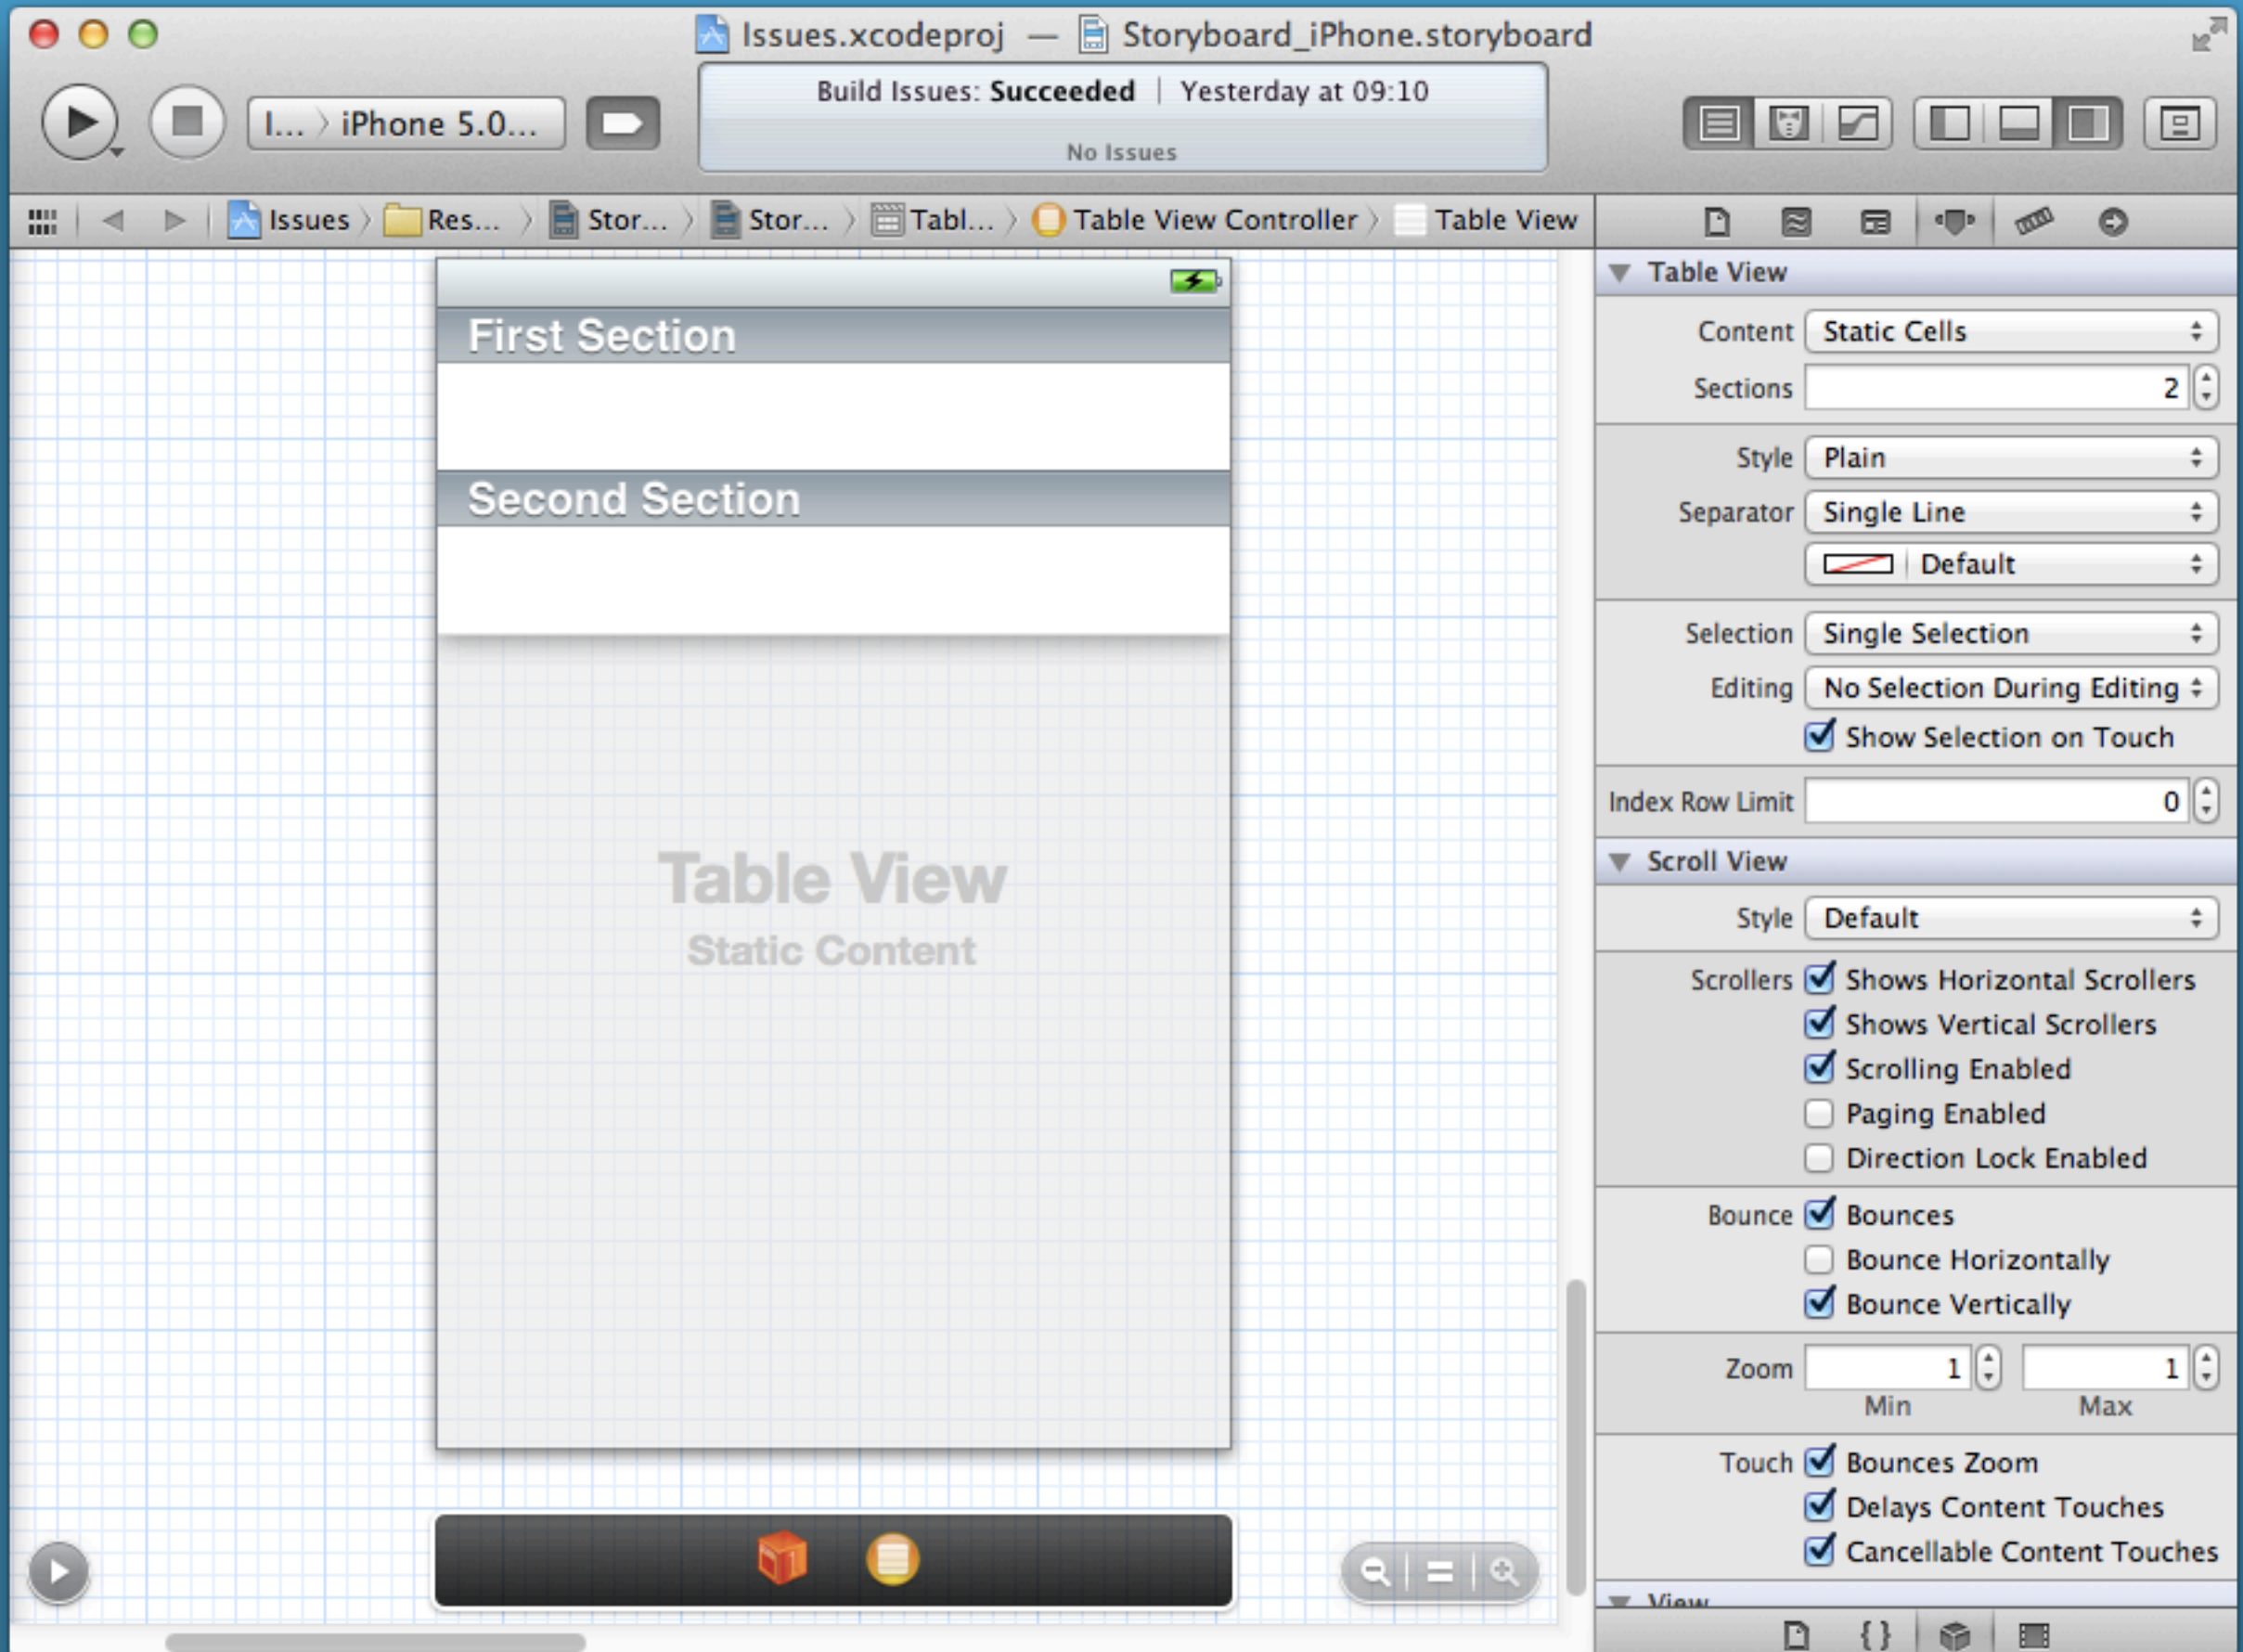 Issues.xcodeproj — Storyboard_iPhone.storyboard
I... iPhone 5.0...
Build Issues: Succeeded | Yesterday at 09:10
No Issues
Issues Res... Stor... Stor... Tabl... Table View Controller Table View
First Section
Second Section
Table View
Static Content
Table View
Content Static Cells
Sections 2
Style Plain
Separator Single Line
Default
Selection Single Selection
Editing No Selection During Editing
Show Selection on Touch
Index Row Limit 0
Scroll View
Style Default
Scrollers Shows Horizontal Scrollers
Shows Vertical Scrollers
Scrolling Enabled
Paging Enabled
Direction Lock Enabled
Bounce Bounces
Bounce Horizontally
Bounce Vertically
Zoom 1 1
Min Max
Touch Bounces Zoom
Delays Content Touches
Cancellable Content Touches
View
{ }